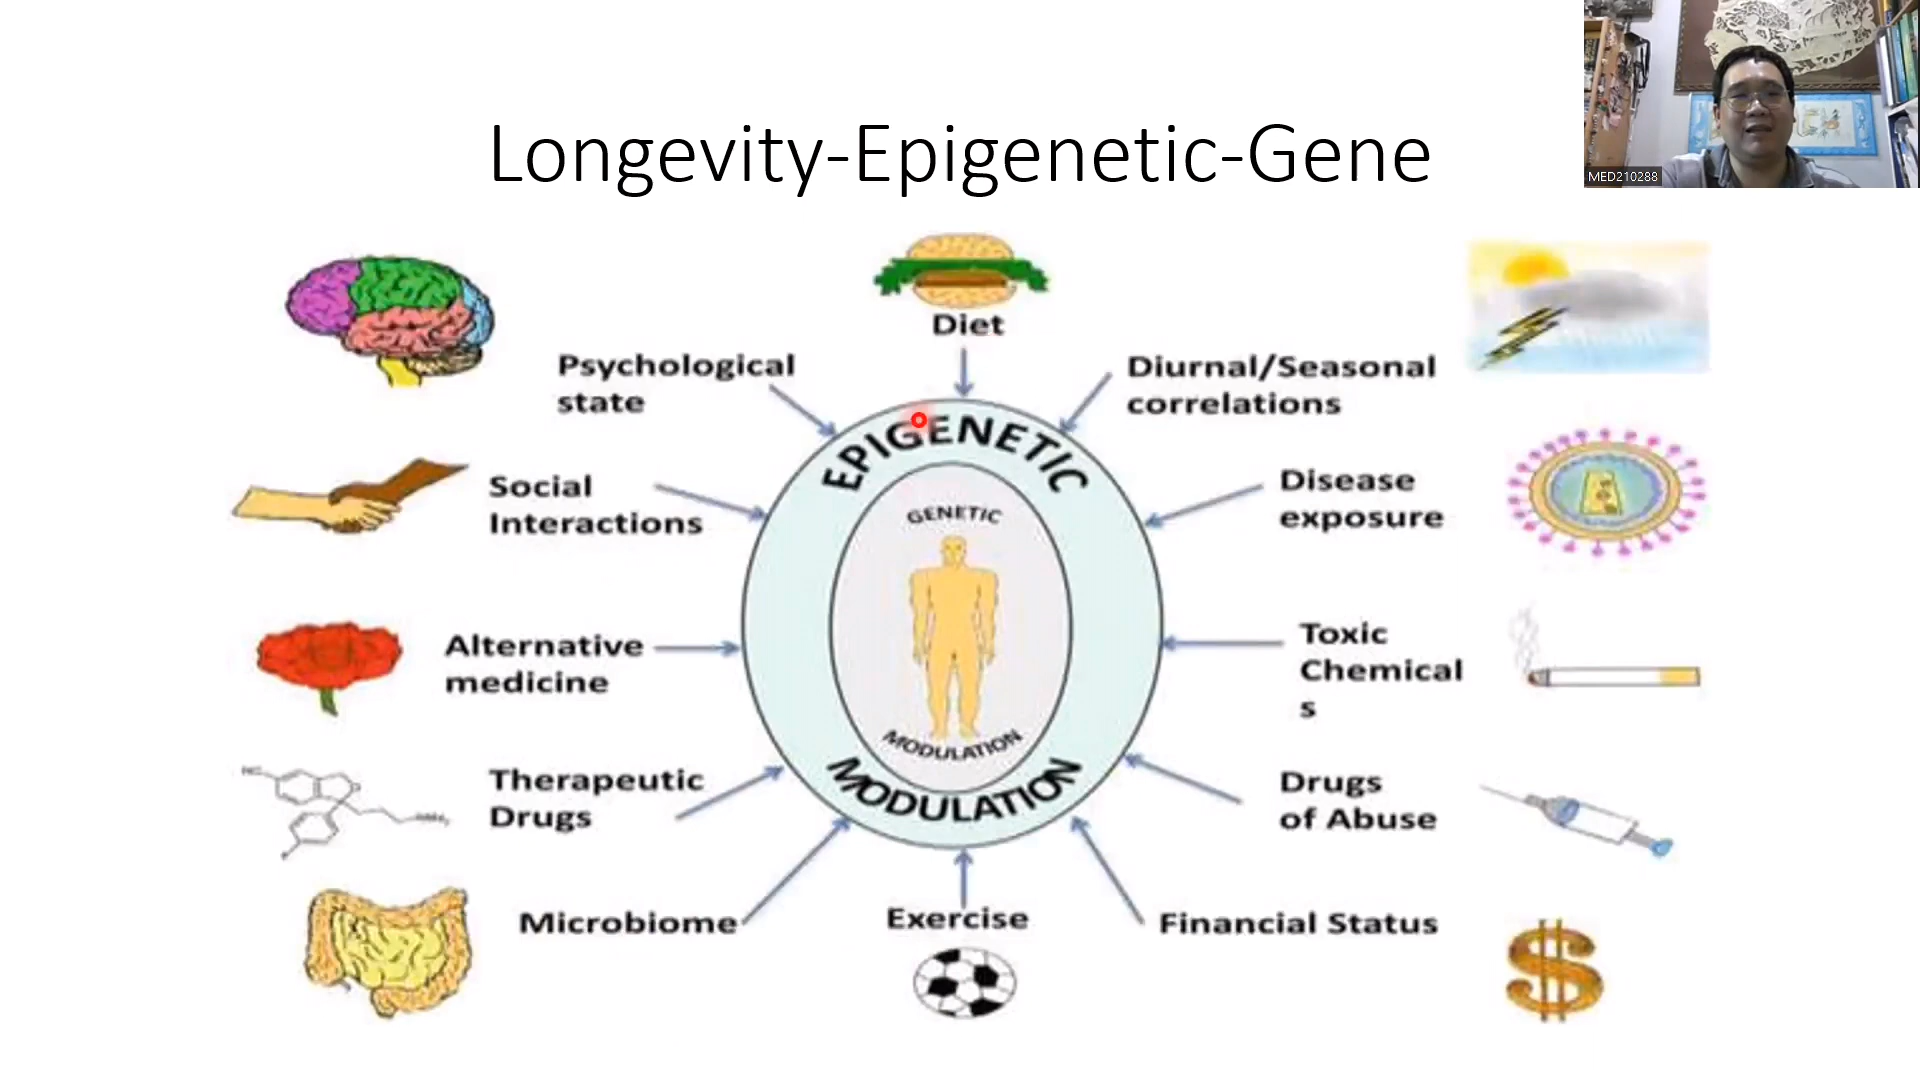 Longevity-Epigenetic-Gene
MED210288
Diet
Psychological
state
Diurnal/Seasonal
correlations
EPIGENETIC
Social
Interactions
Disease
exposure
GENETIC
Alternative
medicine
Toxic
Chemical
s
MODULATION
MODULATION
Therapeutic
Drugs
Drugs
of Abuse
Microbiome
Exercise
Financial Status